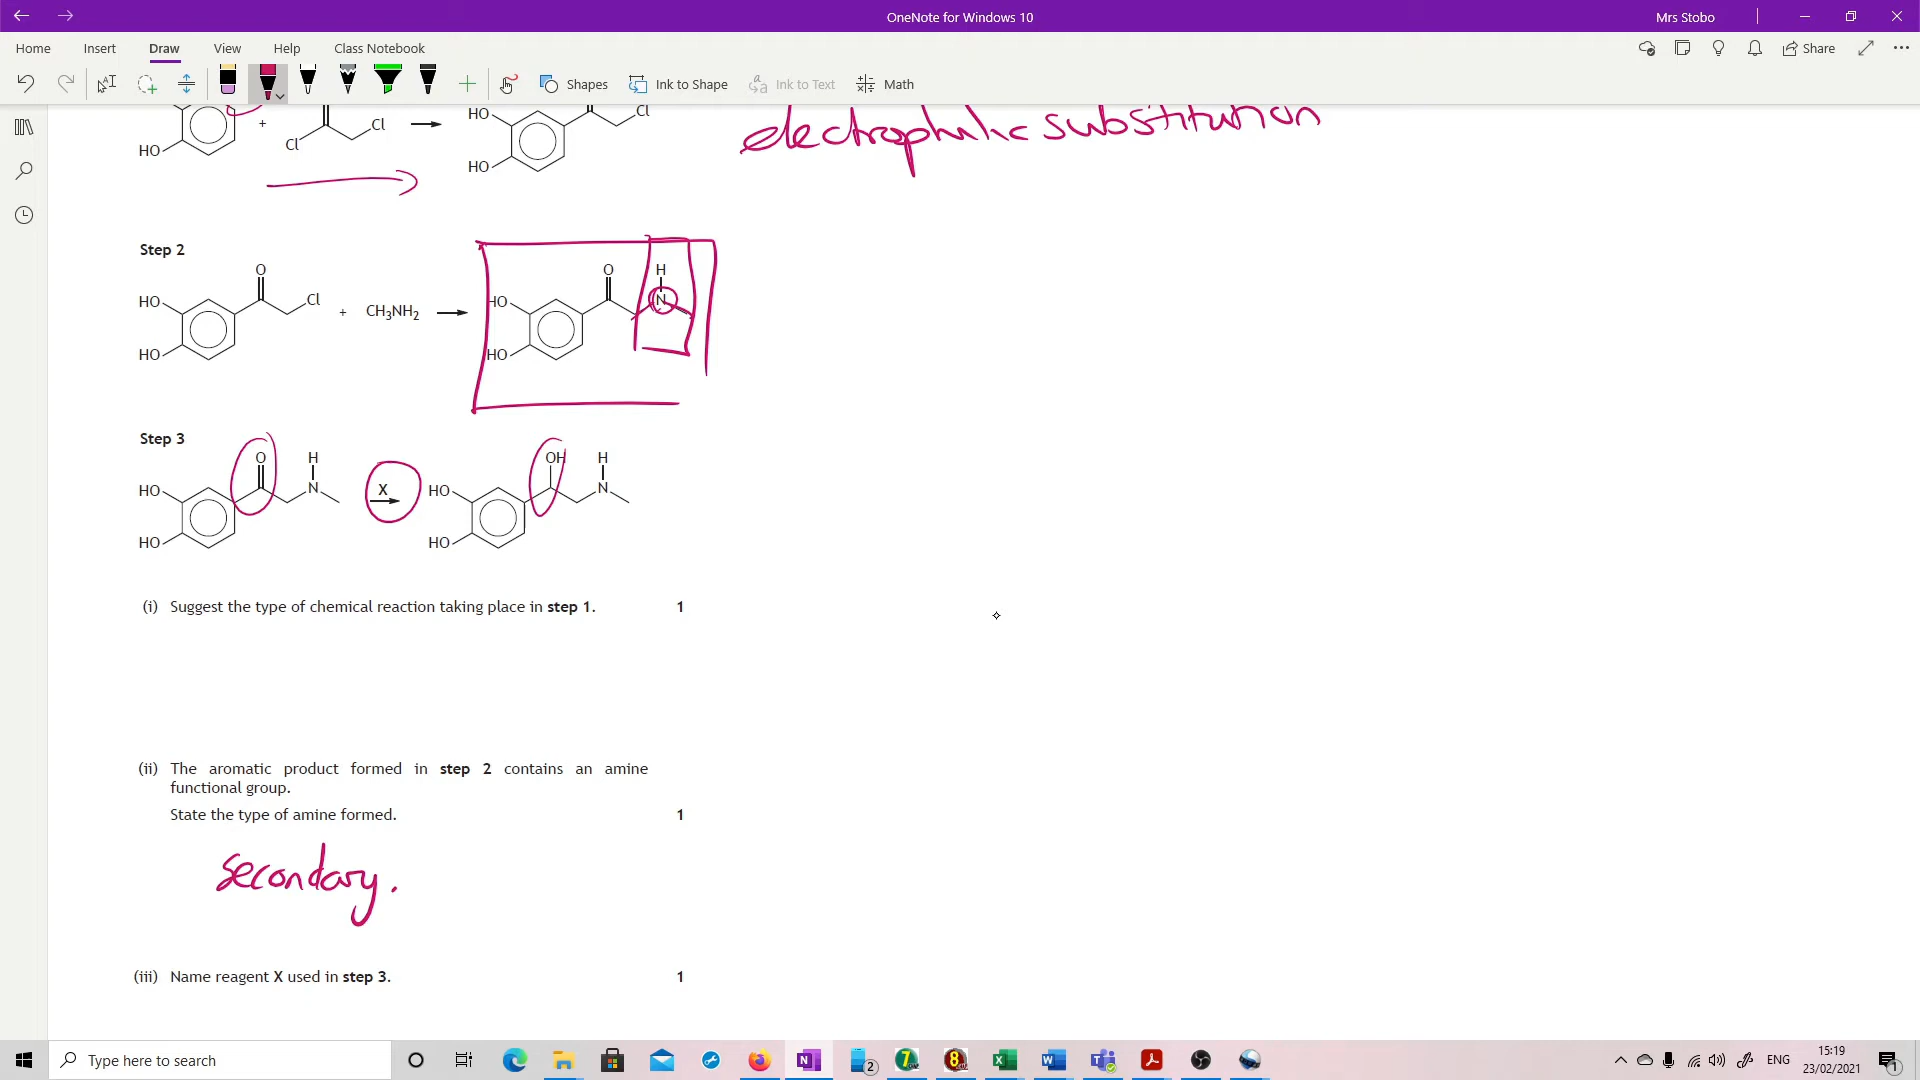 OneNote for Windows 10
Mrs Stobo
Home Insert Draw View Help Class Notebook
Share
Shapes Ink to Shape Ink to Text Math
HO + Cl Cl HO HO Cl
electrophilic substitution
Step 2
O HO HO Cl + CH₃NH₂ O H N HO HO
Step 3
O H N HO HO X OH H N HO HO
(i) Suggest the type of chemical reaction taking place in step 1. 1
(ii) The aromatic product formed in step 2 contains an amine
functional group.
State the type of amine formed. 1
secondary.
(iii) Name reagent X used in step 3. 1
Type here to search
2 7 8 ENG 15:19
23/02/2021 1